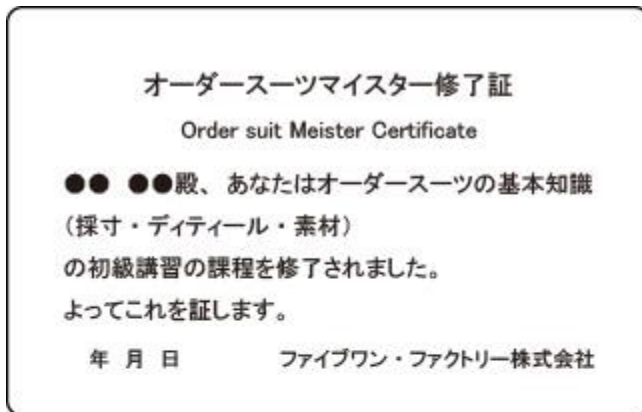 オーダースーツマイスター修了証
Order suit Meister Certificate
●● ●●殿、あなたはオーダースーツの基本知識
（採寸・ディティール・素材）
の初級講習の課程を修了されました。
よってこれを証します。
年 月 日 ファイブワン・ファクトリー株式会社